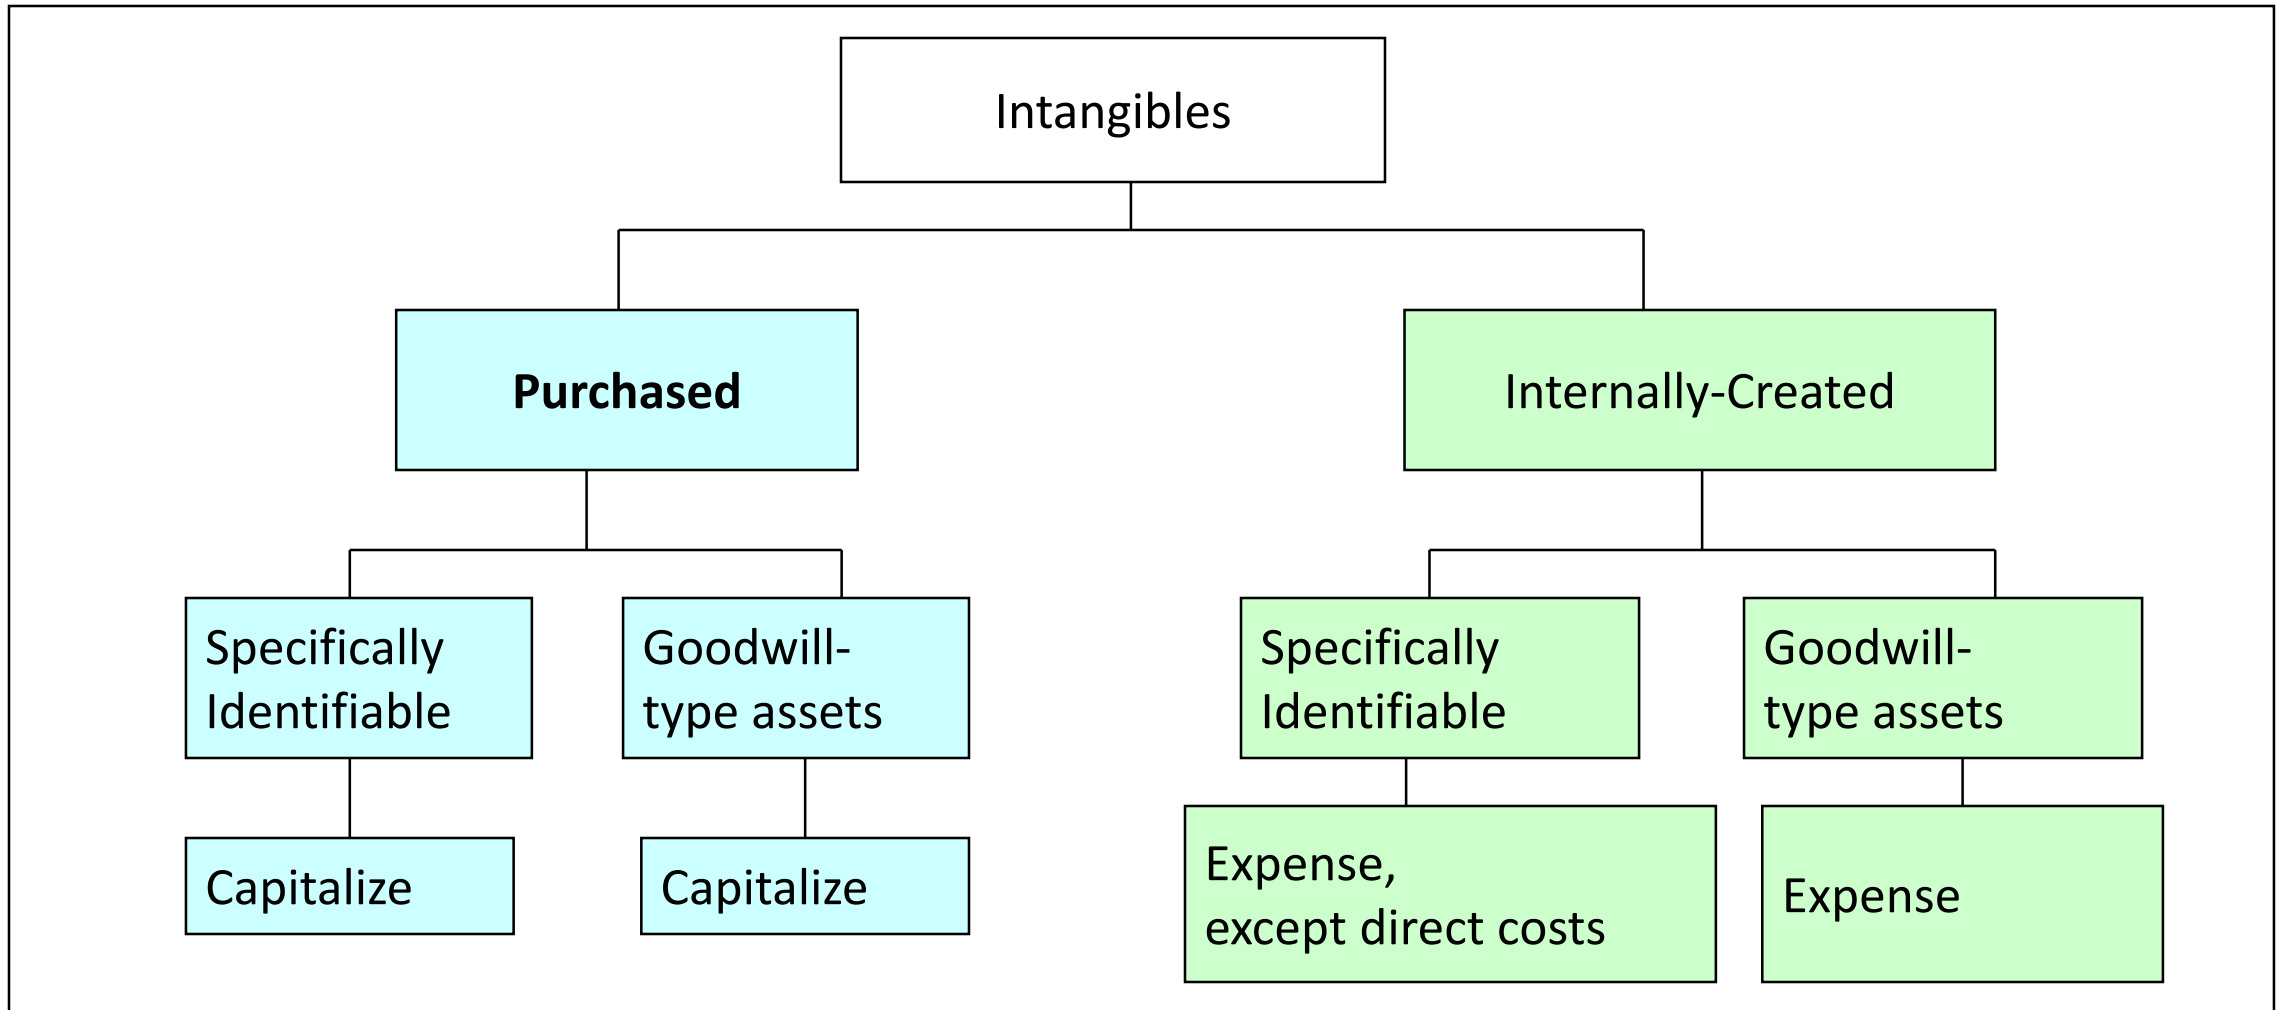 Intangibles
Purchased
Internally-Created
Specifically
Identifiable
Goodwill-
type assets
Specifically
Identifiable
Goodwill-
type assets
Capitalize
Capitalize
Expense,
except direct costs
Expense